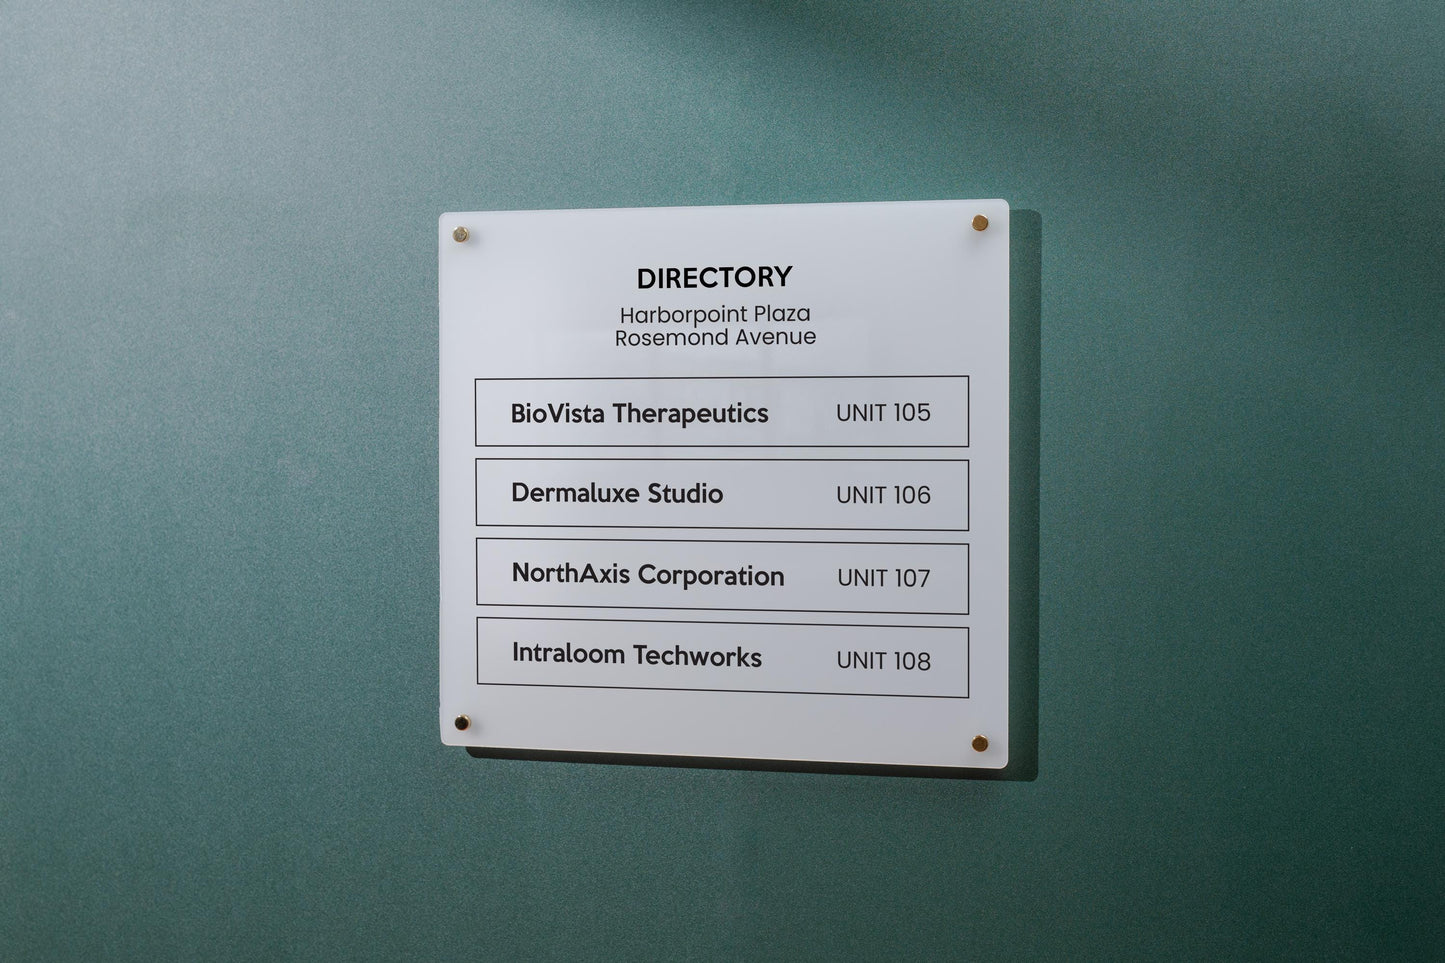 DIRECTORY
Harborpoint Plaza
Rosemond Avenue
BioVista Therapeutics UNIT 105
Dermaluxe Studio UNIT 106
NorthAxis Corporation UNIT 107
Intraloom Techworks UNIT 108